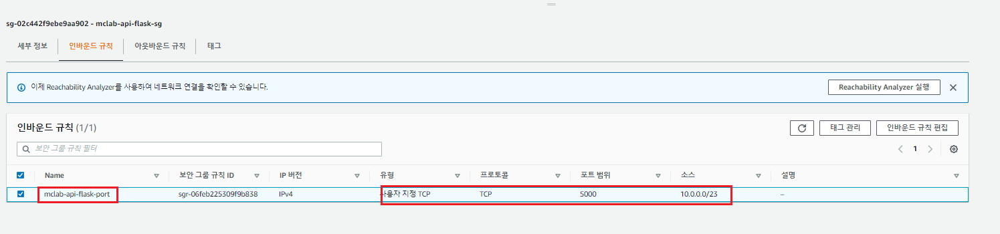 sg-02c442f9ebe9aa902 - mclab-api-flask-sg
세부 정보 인바운드 규칙 아웃바운드 규칙 태그
이제 Reachability Analyzer를 사용하여 네트워크 연결을 확인할 수 있습니다. Reachability Analyzer 실행
인바운드 규칙 (1/1) 태그 관리 인바운드 규칙 편집
보안 그룹 규칙 필터 1
Name 보안 그룹 규칙 ID IP 버전 유형 프로토콜 포트 범위 소스 설명
mclab-api-flask-port sgr-06feb225309f9b838 IPv4 사용자 지정 TCP TCP 5000 10.0.0.0/23 –